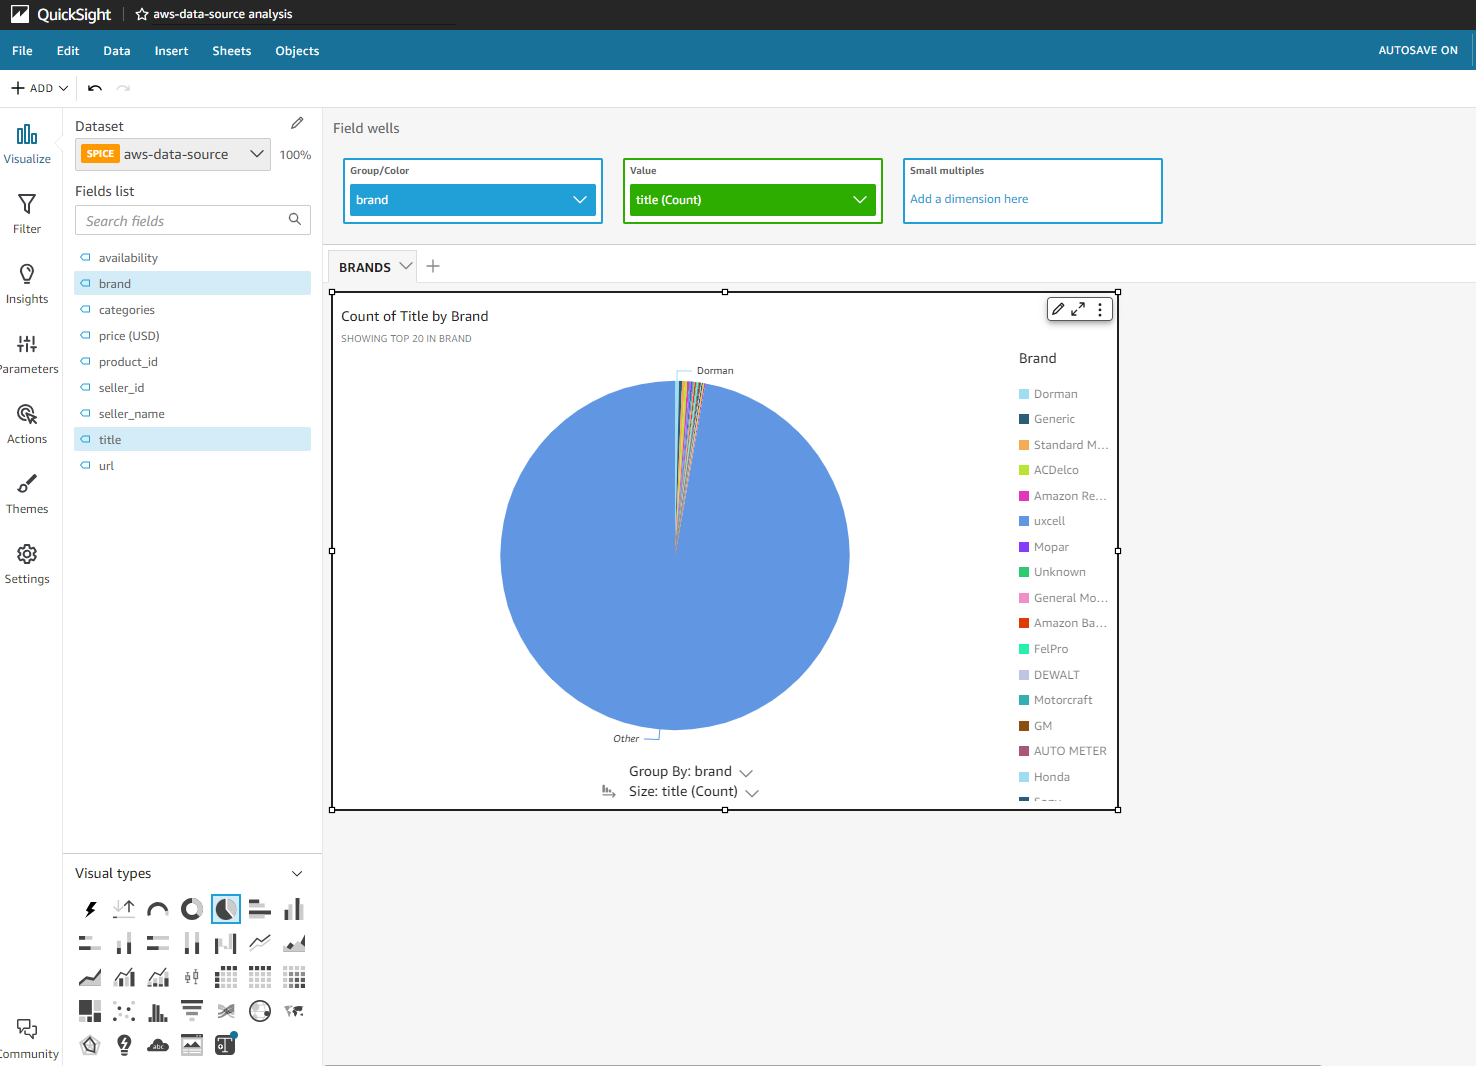 QuickSight
aws-data-source analysis
File Edit Data Insert Sheets Objects
AUTOSAVE ON
ADD
Visualize
Filter
Insights
Parameters
Actions
Themes
Settings
Community
Dataset
SPICE aws-data-source 100%
Fields list
Search fields
availability
brand
categories
price (USD)
product_id
seller_id
seller_name
title
url
Visual types
abc
T
Field wells
Group/Color
brand
Value
title (Count)
Small multiples
Add a dimension here
BRANDS
Count of Title by Brand
SHOWING TOP 20 IN BRAND
Dorman
Other
Group By: brand
Size: title (Count)
Brand
Dorman
Generic
Standard M...
ACDelco
Amazon Re...
uxcell
Mopar
Unknown
General Mo...
Amazon Ba...
FelPro
DEWALT
Motorcraft
GM
AUTO METER
Honda